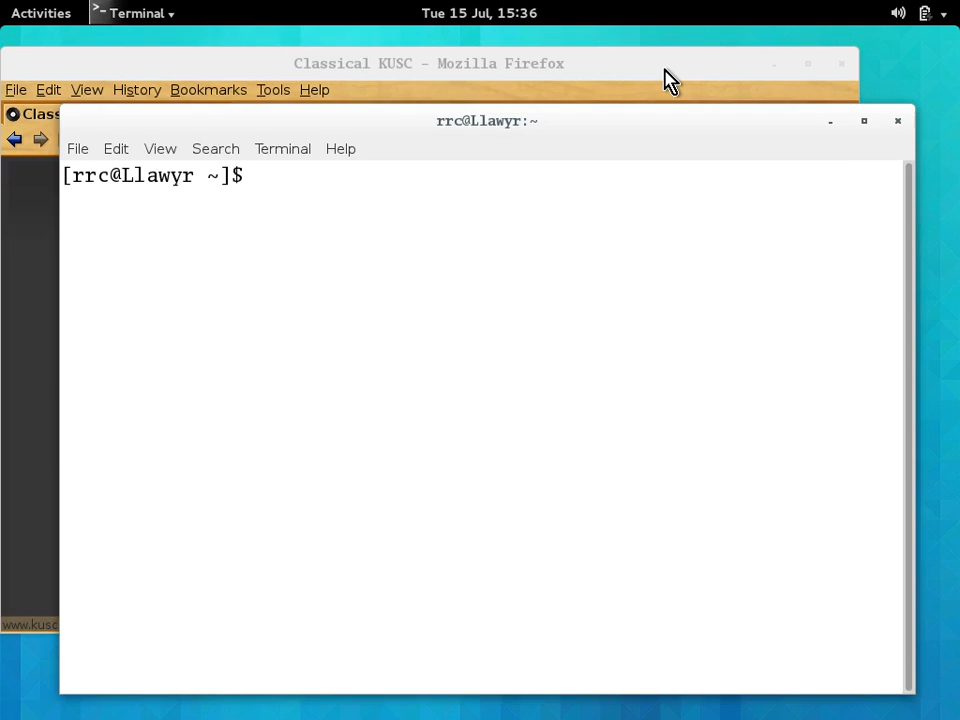 Activities Terminal Tue 15 Jul, 15:36
Classical KUSC - Mozilla Firefox
File Edit View History Bookmarks Tools Help
Class
rrc@Llawyr:~
File Edit View Search Terminal Help
[rrc@Llawyr ~]$
www.kusc